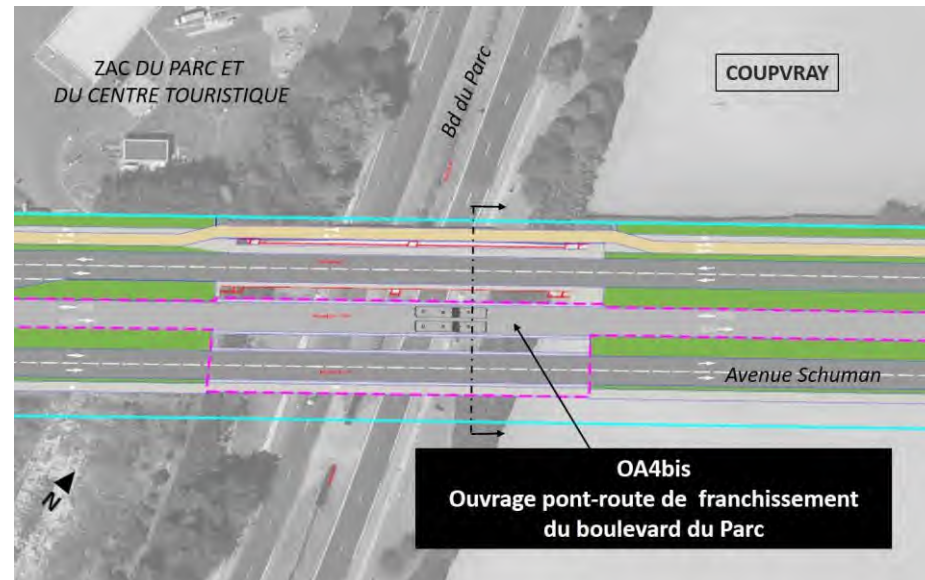 ZAC DU PARC ET
DU CENTRE TOURISTIQUE
Bd du Parc
COUPVRAY
Avenue Schuman
N
OA4bis
Ouvrage pont-route de franchissement
du boulevard du Parc